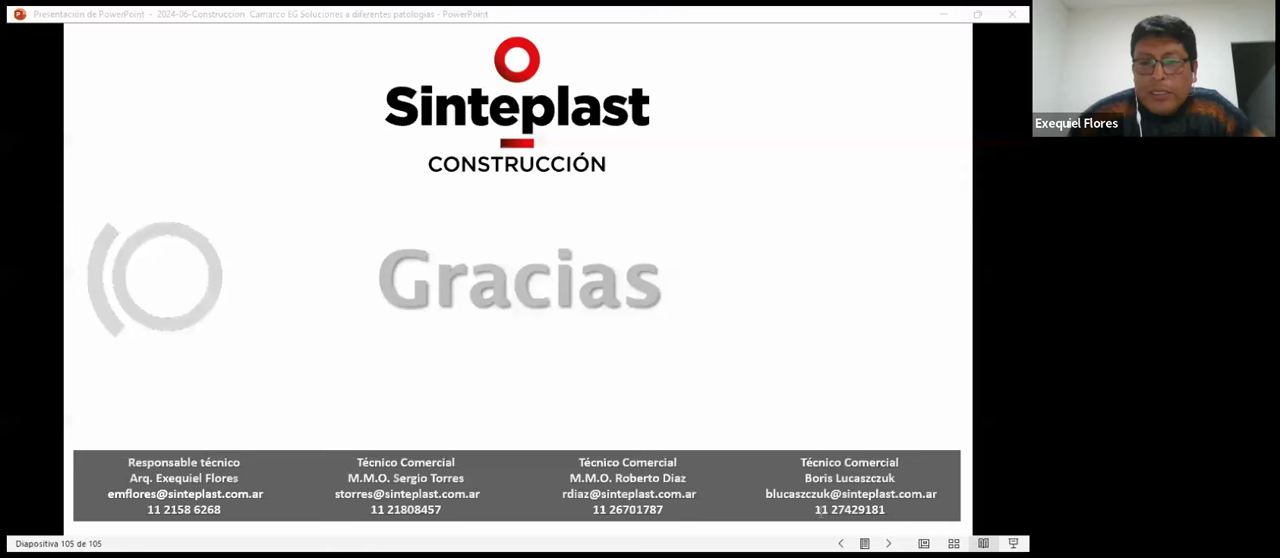 Presentación de PowerPoint - 2024-06-Construccion Camarco EG Soluciones a diferentes patologias - PowerPoint
Sinteplast
CONSTRUCCIÓN
Gracias
Responsable técnico
Arq. Exequiel Flores
emflores@sinteplast.com.ar
11 2158 6268
Técnico Comercial
M.M.O. Sergio Torres
storres@sinteplast.com.ar
11 21808457
Técnico Comercial
M.M.O. Roberto Diaz
rdiaz@sinteplast.com.ar
11 26701787
Técnico Comercial
Boris Lucaszczuk
blucaszczuk@sinteplast.com.ar
11 27429181
Diapositiva 105 de 105
Exequiel Flores